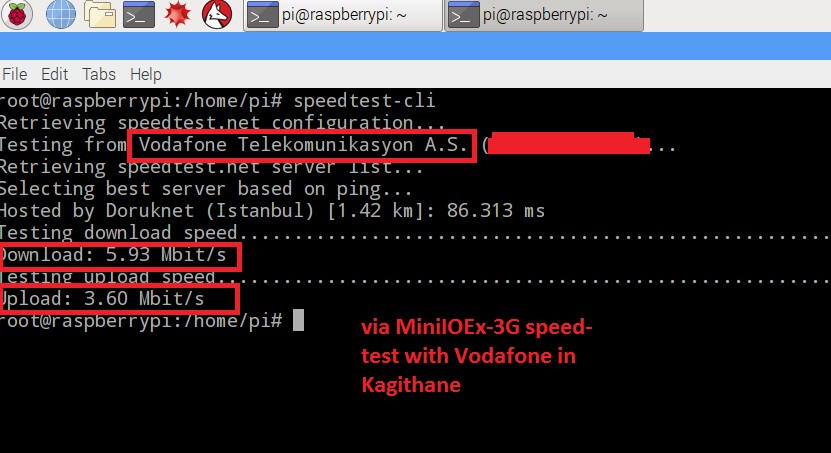 pi@raspberrypi: ~ pi@raspberrypi: ~
File Edit Tabs Help
root@raspberrypi:/home/pi# speedtest-cli
Retrieving speedtest.net configuration...
Testing from Vodafone Telekomunikasyon A.S. ( )...
Retrieving speedtest.net server list...
Selecting best server based on ping...
Hosted by Doruknet (Istanbul) [1.42 km]: 86.313 ms
Testing download speed................................................
Download: 5.93 Mbit/s
Testing upload speed..................................................
Upload: 3.60 Mbit/s
root@raspberrypi:/home/pi#
via MiniIOEx-3G speed-
test with Vodafone in
Kagithane